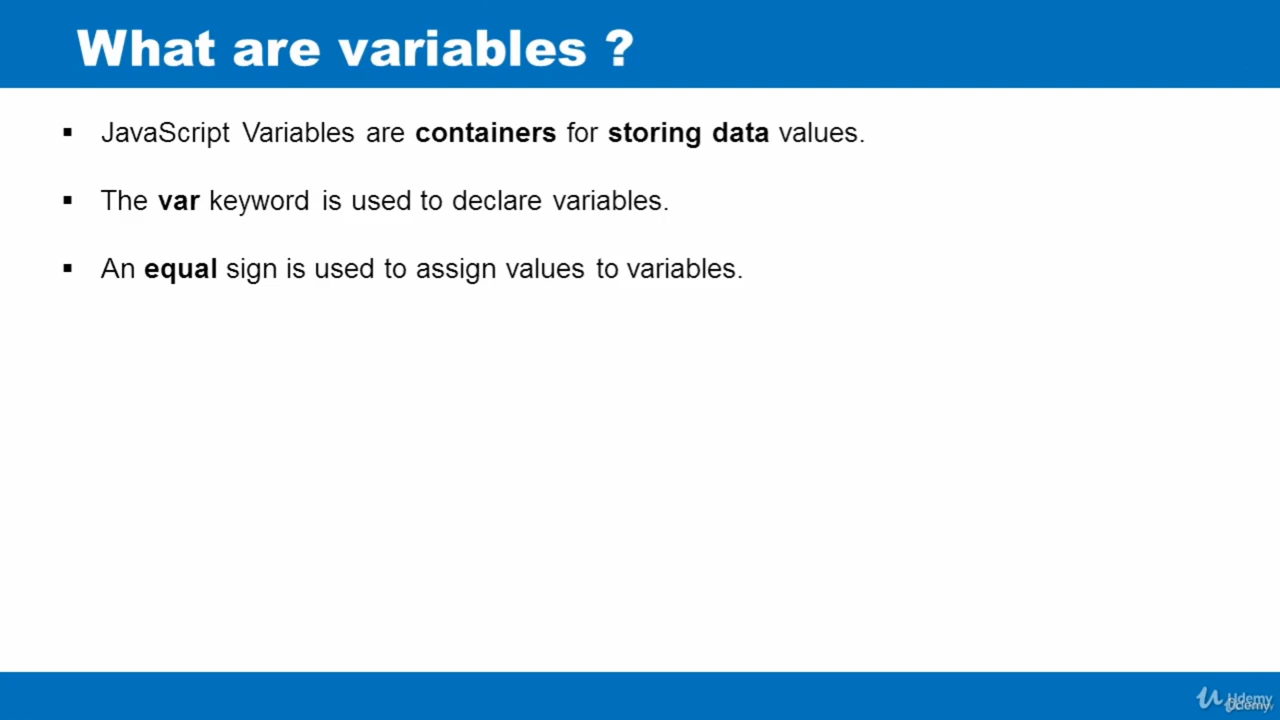 What are variables ?
▪ JavaScript Variables are containers for storing data values.
▪ The var keyword is used to declare variables.
▪ An equal sign is used to assign values to variables.
Udemy
Udemy